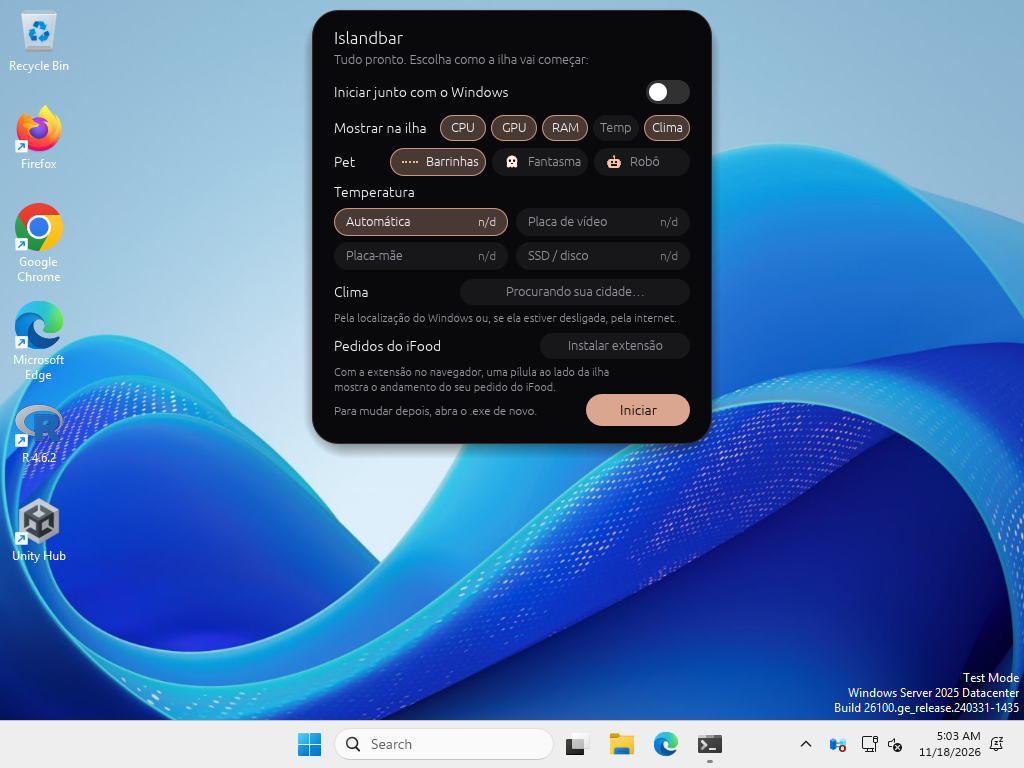 Recycle Bin
Firefox
Google
Chrome
Microsoft
Edge
R 4.6.2
Unity Hub
Islandbar
Tudo pronto. Escolha como a ilha vai começar:
Iniciar junto com o Windows
Mostrar na ilha CPU GPU RAM Temp Clima
Pet Barrinhas Fantasma Robô
Temperatura
Automática n/d Placa de vídeo n/d
Placa-mãe n/d SSD / disco n/d
Clima Procurando sua cidade…
Pela localização do Windows ou, se ela estiver desligada, pela internet.
Pedidos do iFood Instalar extensão
Com a extensão no navegador, uma pílula ao lado da ilha
mostra o andamento do seu pedido do iFood.
Para mudar depois, abra o .exe de novo. Iniciar
Test Mode
Windows Server 2025 Datacenter
Build 26100.ge_release.240331-1435
Search
5:03 AM
11/18/2026